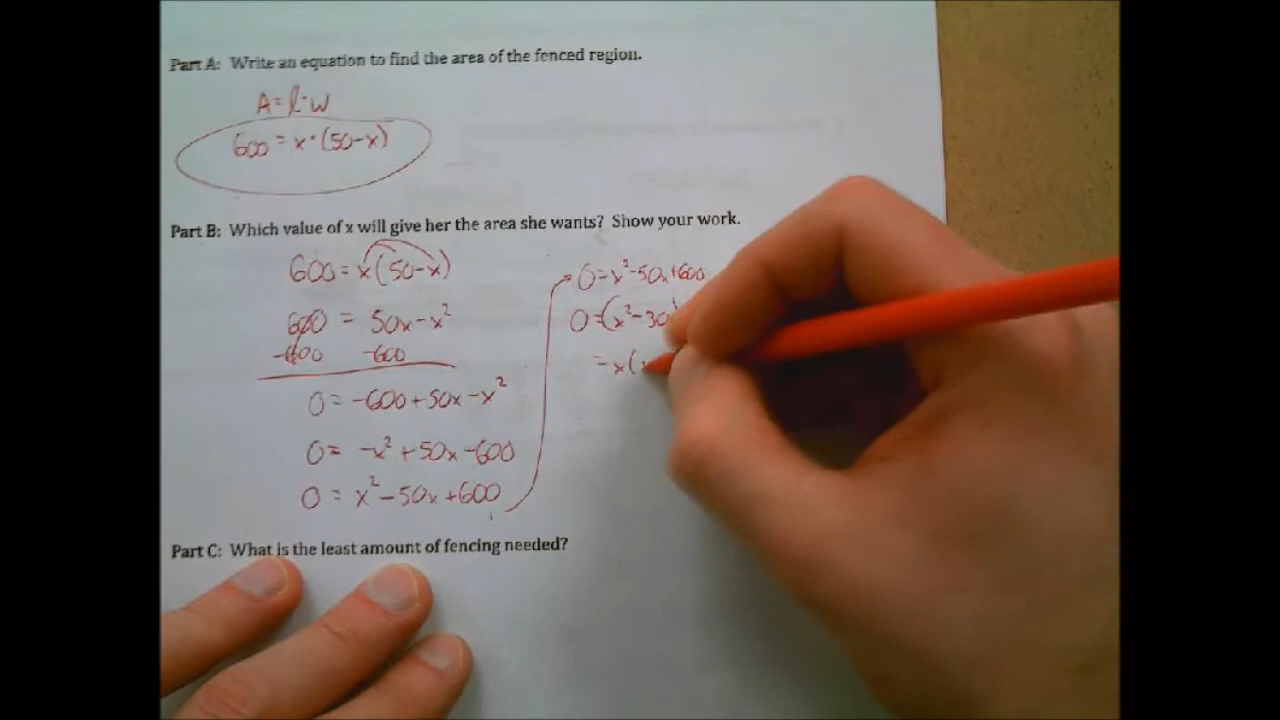 Part A: Write an equation to find the area of the fenced region.
A = l · w
600 = x · (50-x)
Part B: Which value of x will give her the area she wants? Show your work.
600 = x(50-x)
600 = 50x - x²
-600 -600
0 = -600 + 50x - x²
0 = -x² + 50x - 600
0 = x² - 50x + 600
0 = x² - 50x + 600
0 = (x² - 30
= x(
Part C: What is the least amount of fencing needed?